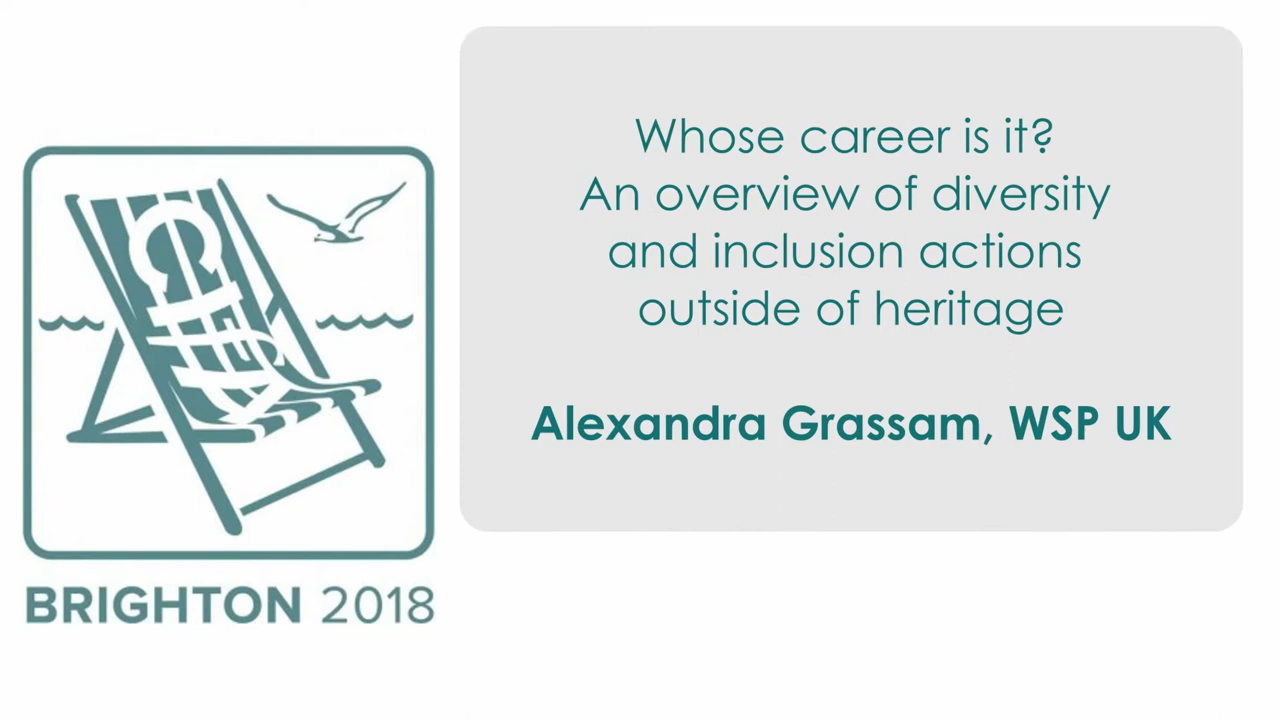 Whose career is it?
An overview of diversity
and inclusion actions
outside of heritage
Alexandra Grassam, WSP UK
CIfA
BRIGHTON 2018